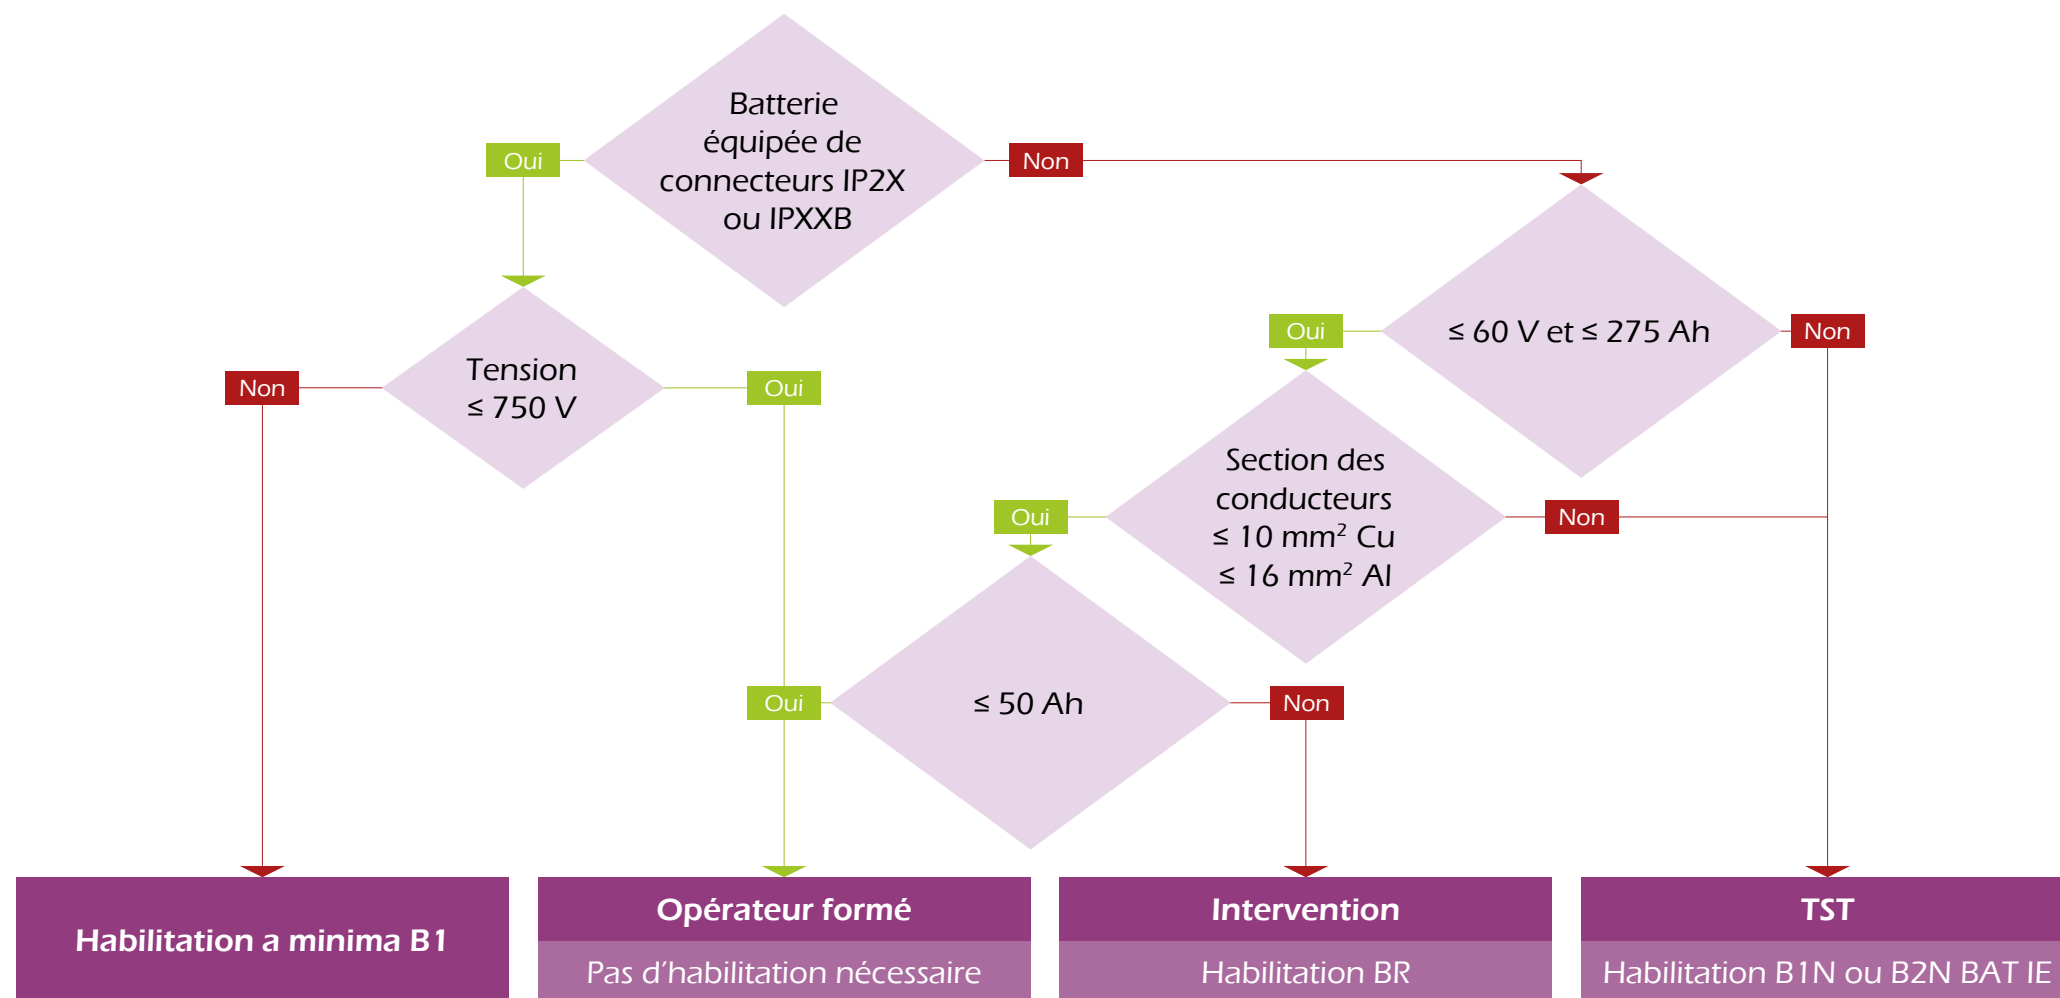 Batterie
équipée de
connecteurs IP2X
ou IPXXB
Oui
Non
Tension
≤ 750 V
Non
Oui
≤ 60 V et ≤ 275 Ah
Oui
Non
Section des
conducteurs
≤ 10 mm² Cu
≤ 16 mm² Al
Oui
Non
≤ 50 Ah
Oui
Non
Habilitation a minima B1
Opérateur formé
Pas d’habilitation nécessaire
Intervention
Habilitation BR
TST
Habilitation B1N ou B2N BAT IE